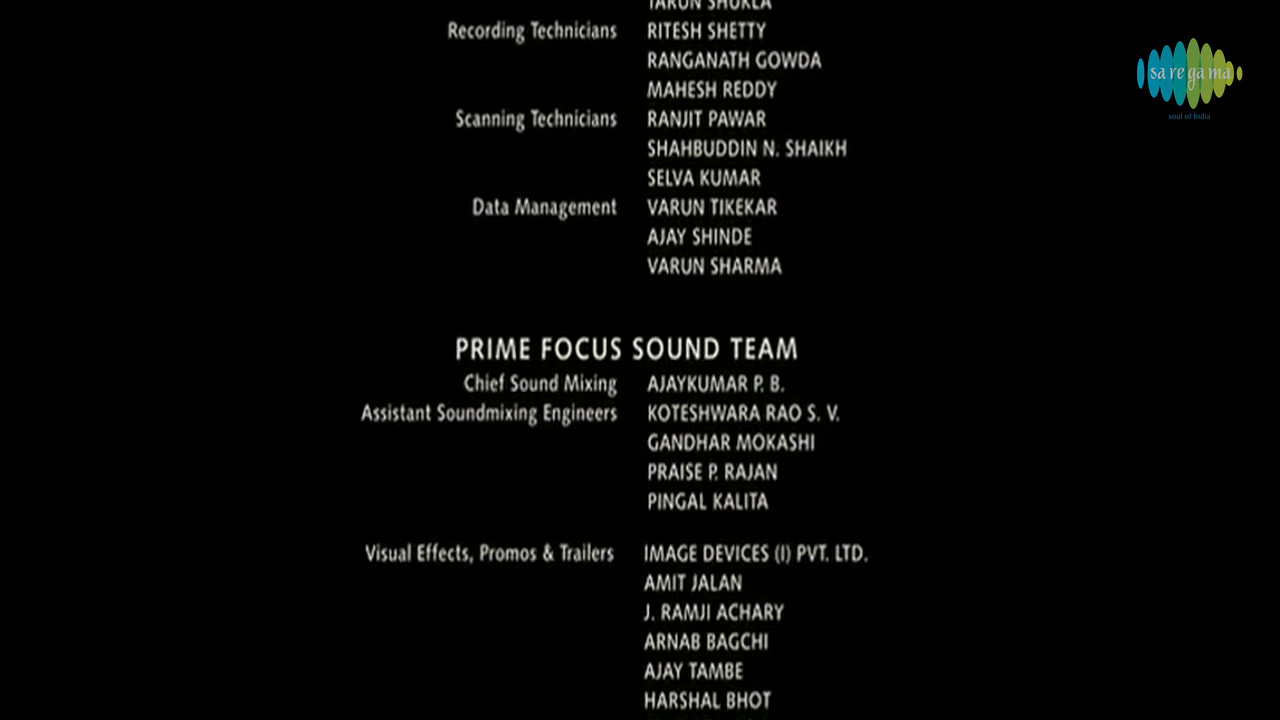 TARUN SHUKLA
Recording Technicians RITESH SHETTY
RANGANATH GOWDA
MAHESH REDDY
Scanning Technicians RANJIT PAWAR
SHAHBUDDIN N. SHAIKH
SELVA KUMAR
Data Management VARUN TIKEKAR
AJAY SHINDE
VARUN SHARMA
PRIME FOCUS SOUND TEAM
Chief Sound Mixing AJAYKUMAR P. B.
Assistant Soundmixing Engineers KOTESHWARA RAO S. V.
GANDHAR MOKASHI
PRAISE P. RAJAN
PINGAL KALITA
Visual Effects, Promos & Trailers IMAGE DEVICES (I) PVT. LTD.
AMIT JALAN
J. RAMJI ACHARY
ARNAB BAGCHI
AJAY TAMBE
HARSHAL BHOT
sa re ga ma
soul of India